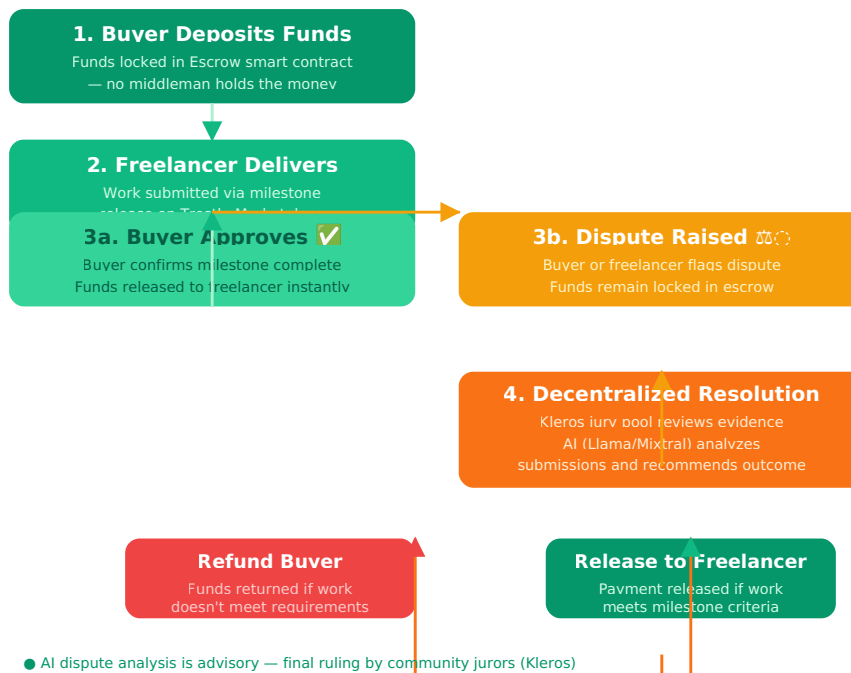 1. Buyer Deposits Funds
Funds locked in Escrow smart contract
— no middleman holds the money
2. Freelancer Delivers
Work submitted via milestone
release on
3a. Buyer Approves ✅
Buyer confirms milestone complete
Funds released to freelancer instantly
3b. Dispute Raised ⚖
Buyer or freelancer flags dispute
Funds remain locked in escrow
4. Decentralized Resolution
Kleros jury pool reviews evidence
AI (Llama/Mixtral) analyzes
submissions and recommends outcome
Refund Buyer
Funds returned if work
doesn't meet requirements
Release to Freelancer
Payment released if work
meets milestone criteria
● AI dispute analysis is advisory — final ruling by community jurors (Kleros)